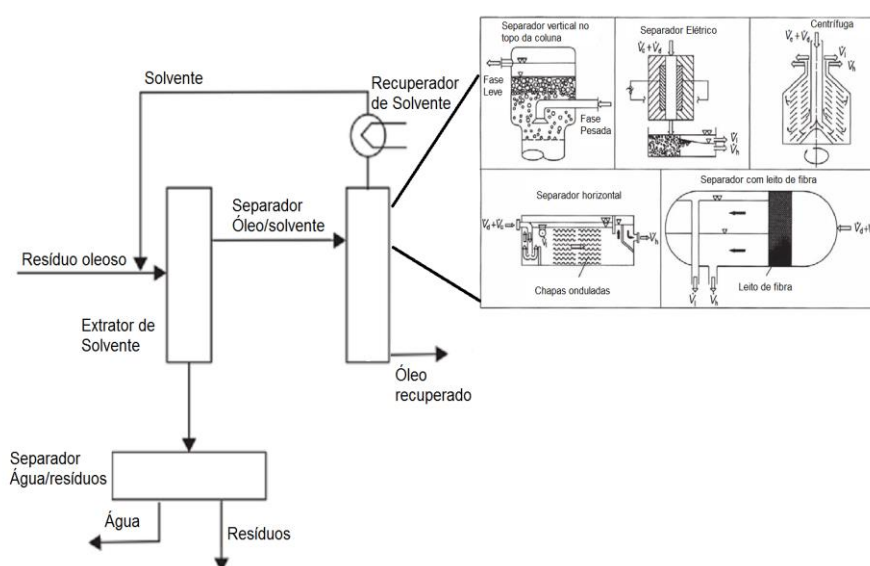 Solvente
Recuperador
de Solvente
Separador
Óleo/solvente
Resíduo oleoso
Extrator de
Solvente
Óleo
recuperado
Separador
Água/resíduos
Água
Resíduos
Separador vertical no
topo da coluna
Fase
Leve
Fase
Pesada
Separador Elétrico
V̇c + V̇d
V̇l
V̇h
Centrífuga
V̇c + V̇d
V̇l
V̇h
Separador horizontal
V̇d + V̇c
V̇h
Chapas onduladas
Separador com leito de fibra
V̇l
V̇h
Leito de fibra